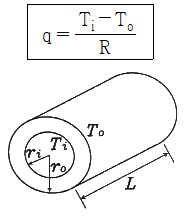 q = (Ti − To) / R
To
Ti
ri
ro
L